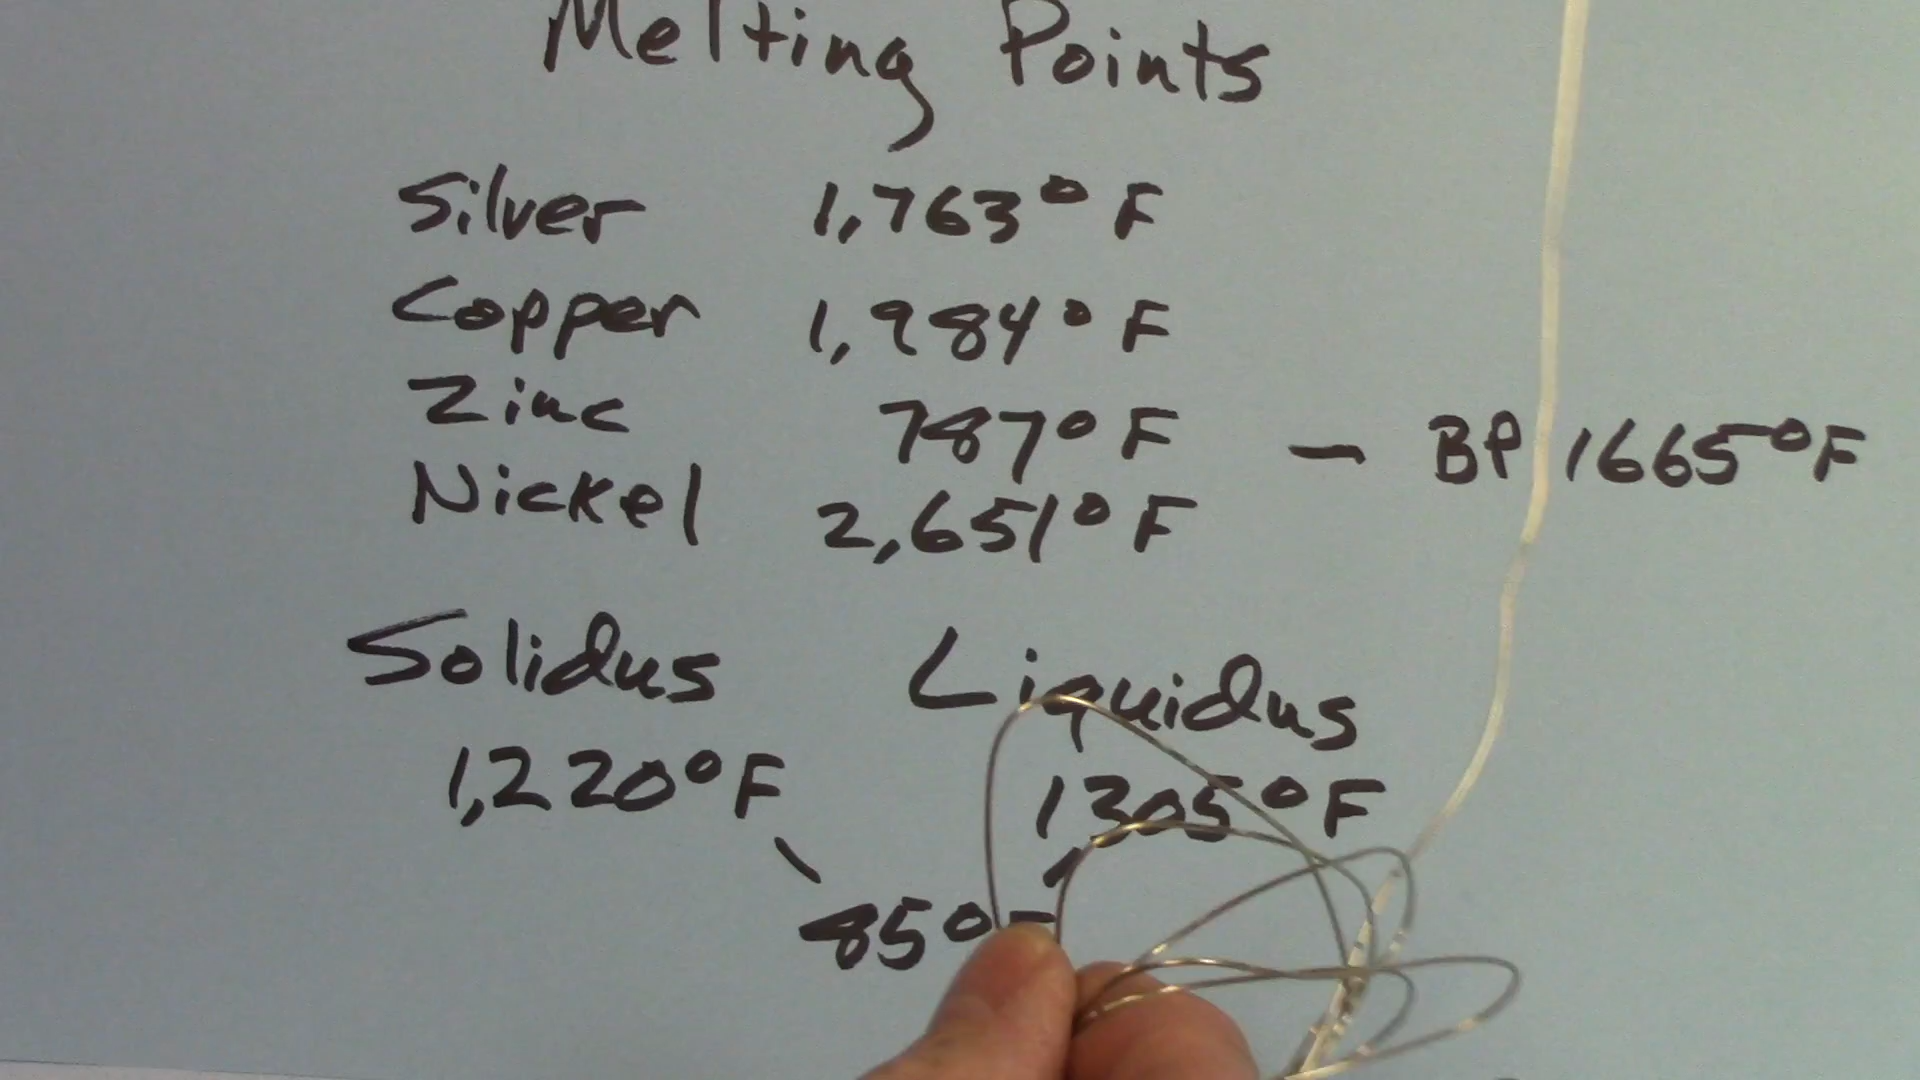 Melting Points
Silver 1,763° F
Copper 1,984° F
Zinc 787° F — BP 1665°F
Nickel 2,651° F
Solidus Liquidus
1,220°F 1305°F
85°F